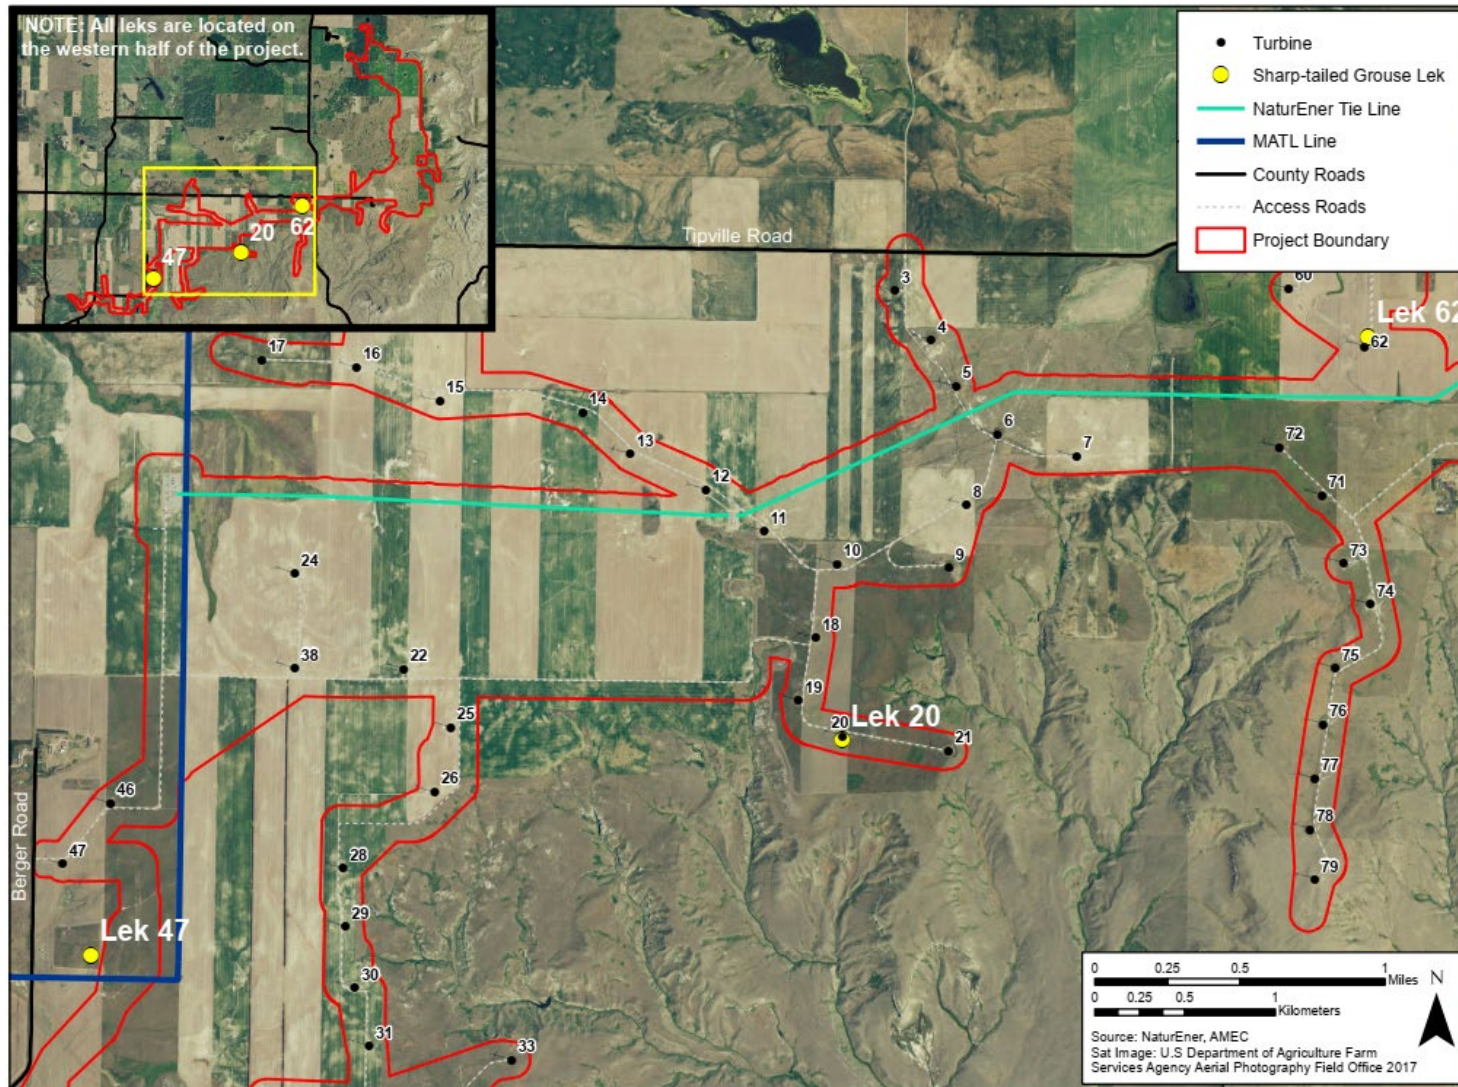 NOTE: All leks are located on
the western half of the project.
62
20
47
Turbine
Sharp-tailed Grouse Lek
NaturEner Tie Line
MATL Line
County Roads
Access Roads
Project Boundary
Tipville Road
3
60
Lek 62
4
62
17
16
5
15
14
6
7
72
13
12
71
8
11
10
9
73
24
74
18
38
22
75
19
25
20
Lek 20
21
76
26
77
46
78
47
28
79
Berger Road
29
Lek 47
30
31
33
0 0.25 0.5 1
Miles
N
0 0.25 0.5 1
Kilometers
Source: NaturEner, AMEC
Sat Image: U.S Department of Agriculture Farm
Services Agency Aerial Photography Field Office 2017